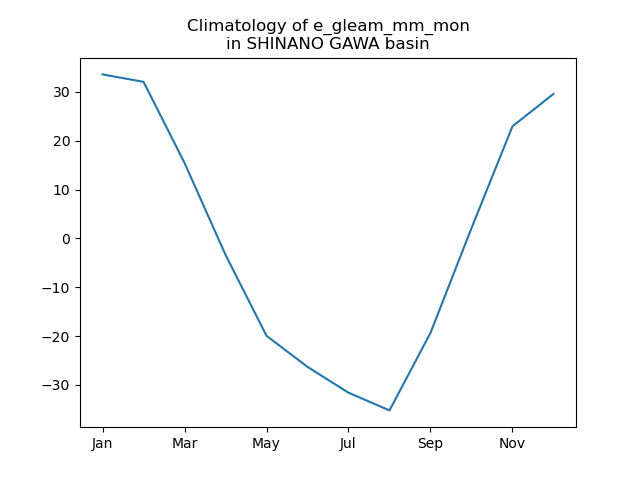 Climatology of e_gleam_mm_mon
in SHINANO GAWA basin
30
20
10
0
−10
−20
−30
Jan
Mar
May
Jul
Sep
Nov